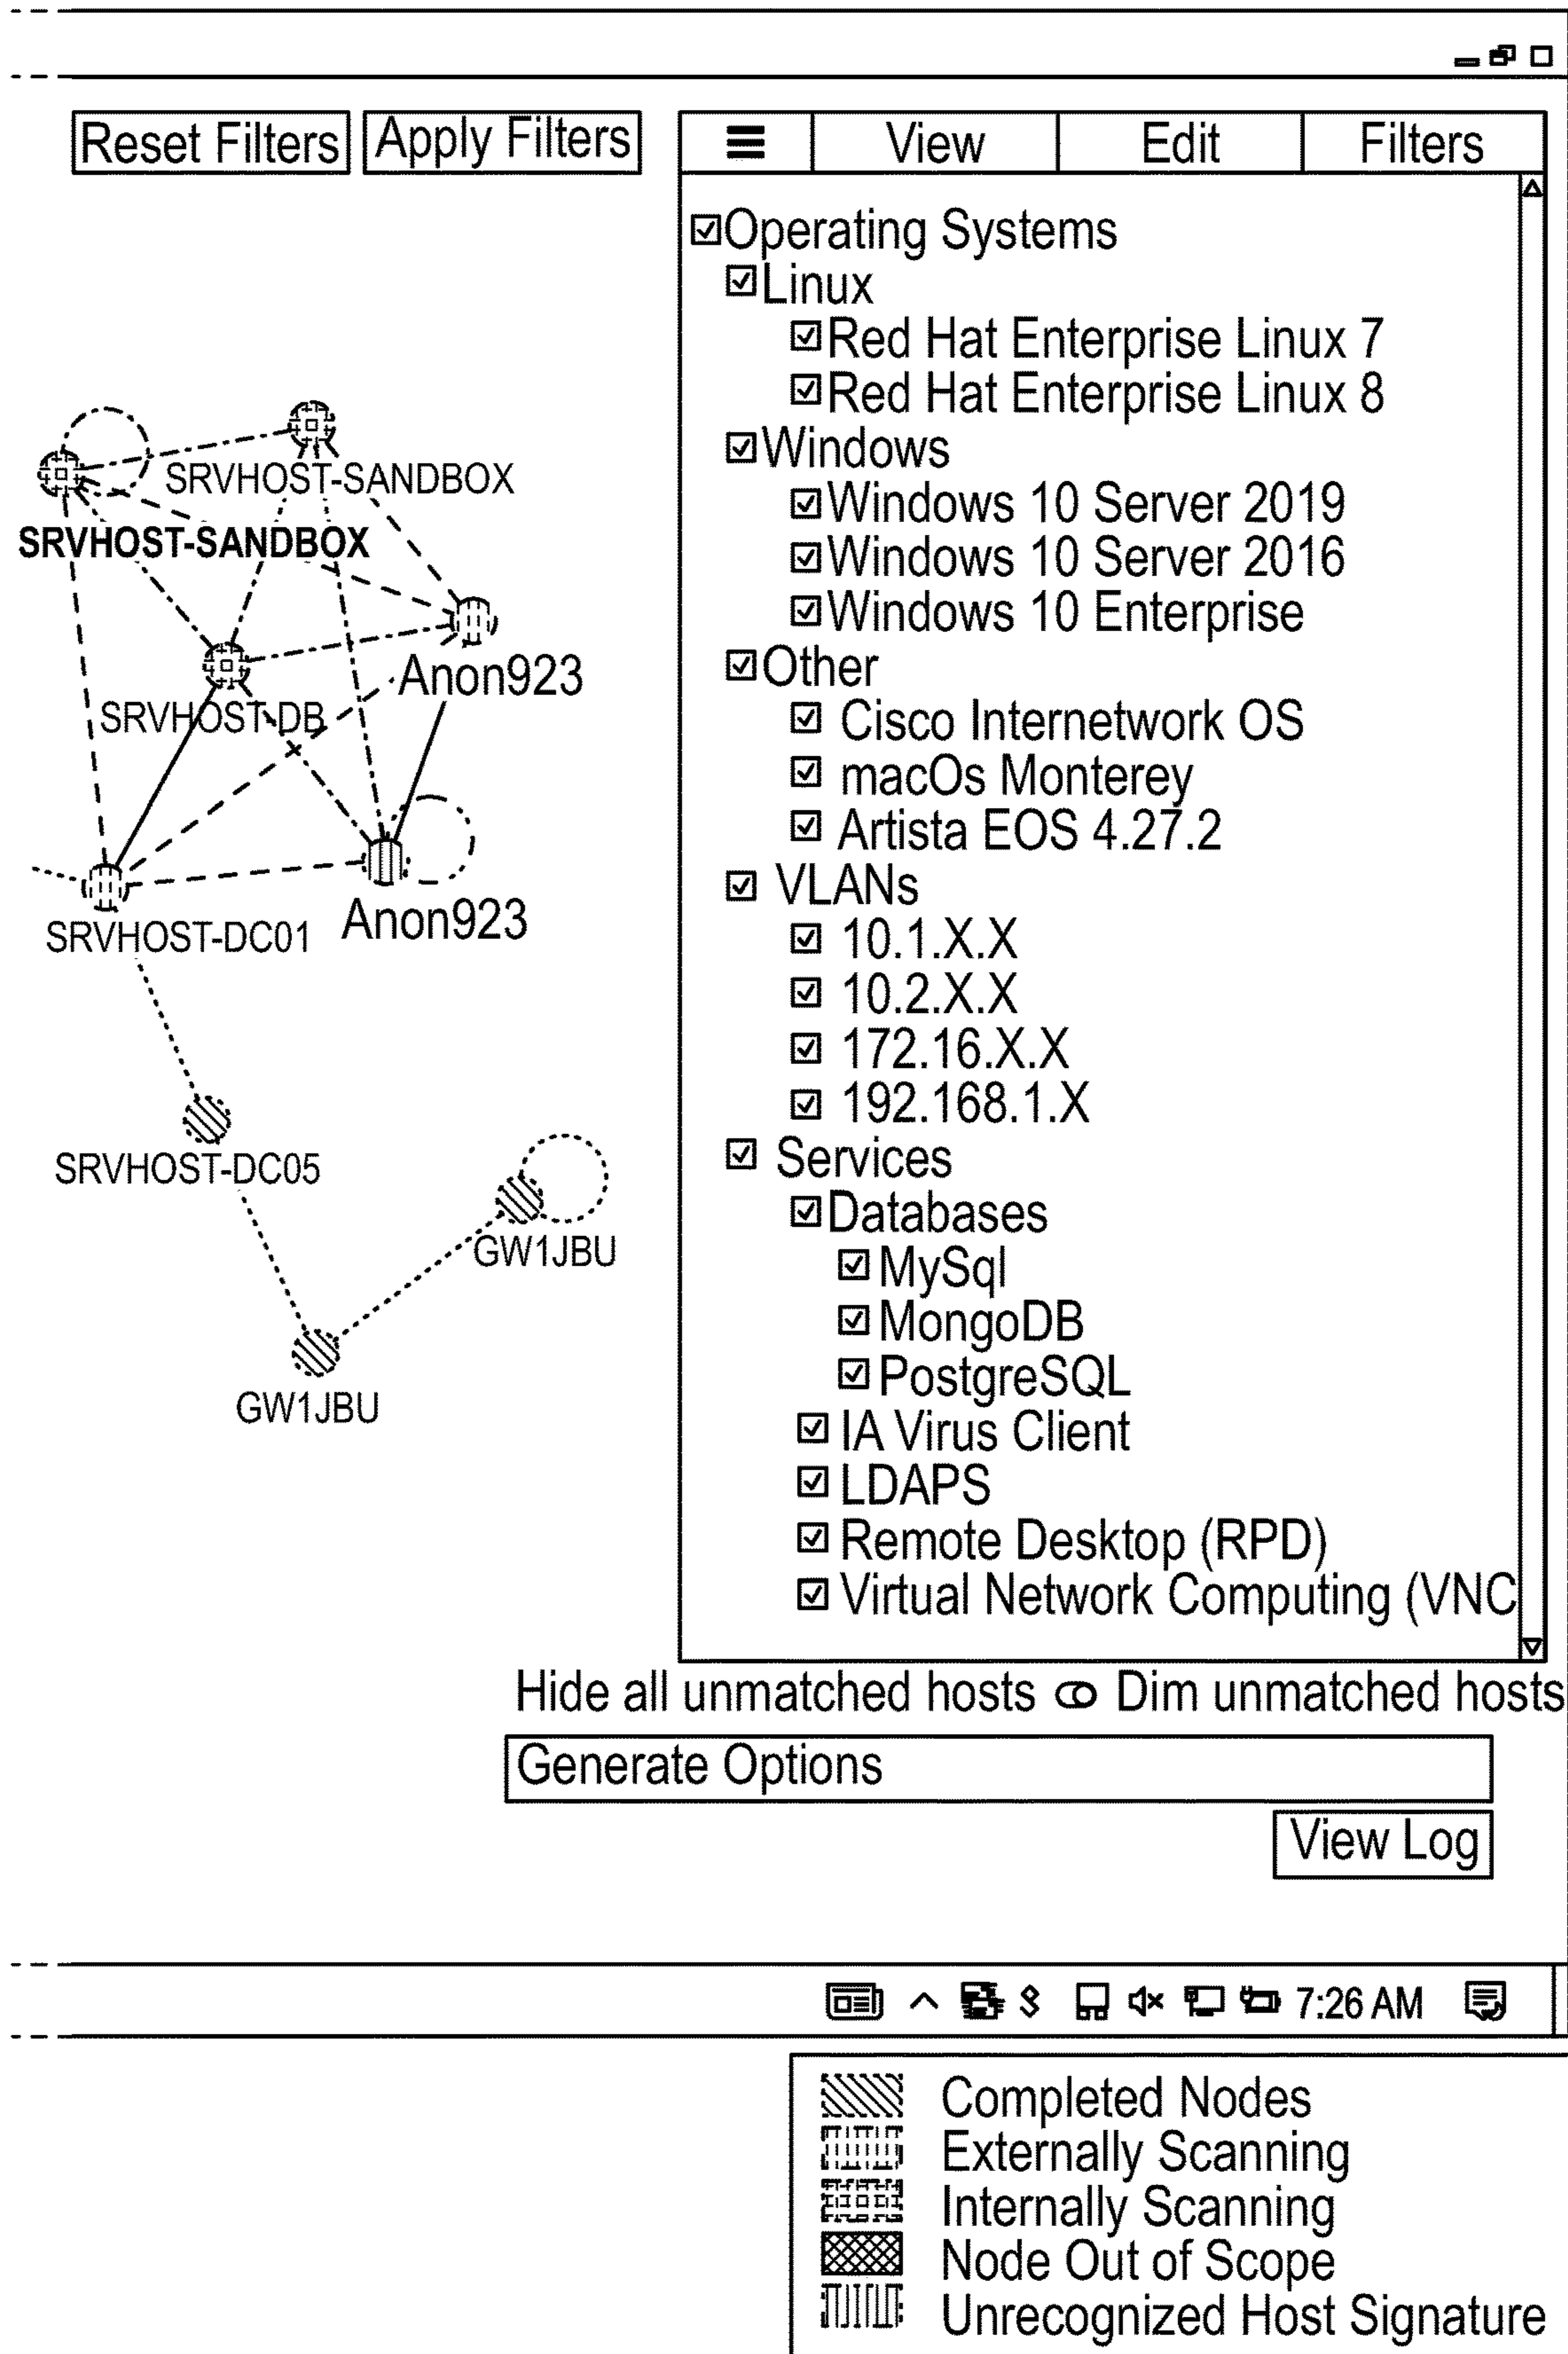 Reset Filters
Apply Filters
View
Edit
Filters
Operating Systems
Linux
Red Hat Enterprise Linux 7
Red Hat Enterprise Linux 8
Windows
Windows 10 Server 2019
Windows 10 Server 2016
Windows 10 Enterprise
Other
Cisco Internetwork OS
macOs Monterey
Artista EOS 4.27.2
VLANs
10.1.X.X
10.2.X.X
172.16.X.X
192.168.1.X
Services
Databases
MySql
MongoDB
PostgreSQL
IA Virus Client
LDAPS
Remote Desktop (RPD)
Virtual Network Computing (VNC
SRVHOST-SANDBOX
SRVHOST-SANDBOX
Anon923
SRVHOST-DB
SRVHOST-DC01
Anon923
SRVHOST-DC05
GW1JBU
GW1JBU
Hide all unmatched hosts
Dim unmatched hosts
Generate Options
View Log
7:26 AM
Completed Nodes
Externally Scanning
Internally Scanning
Node Out of Scope
Unrecognized Host Signature